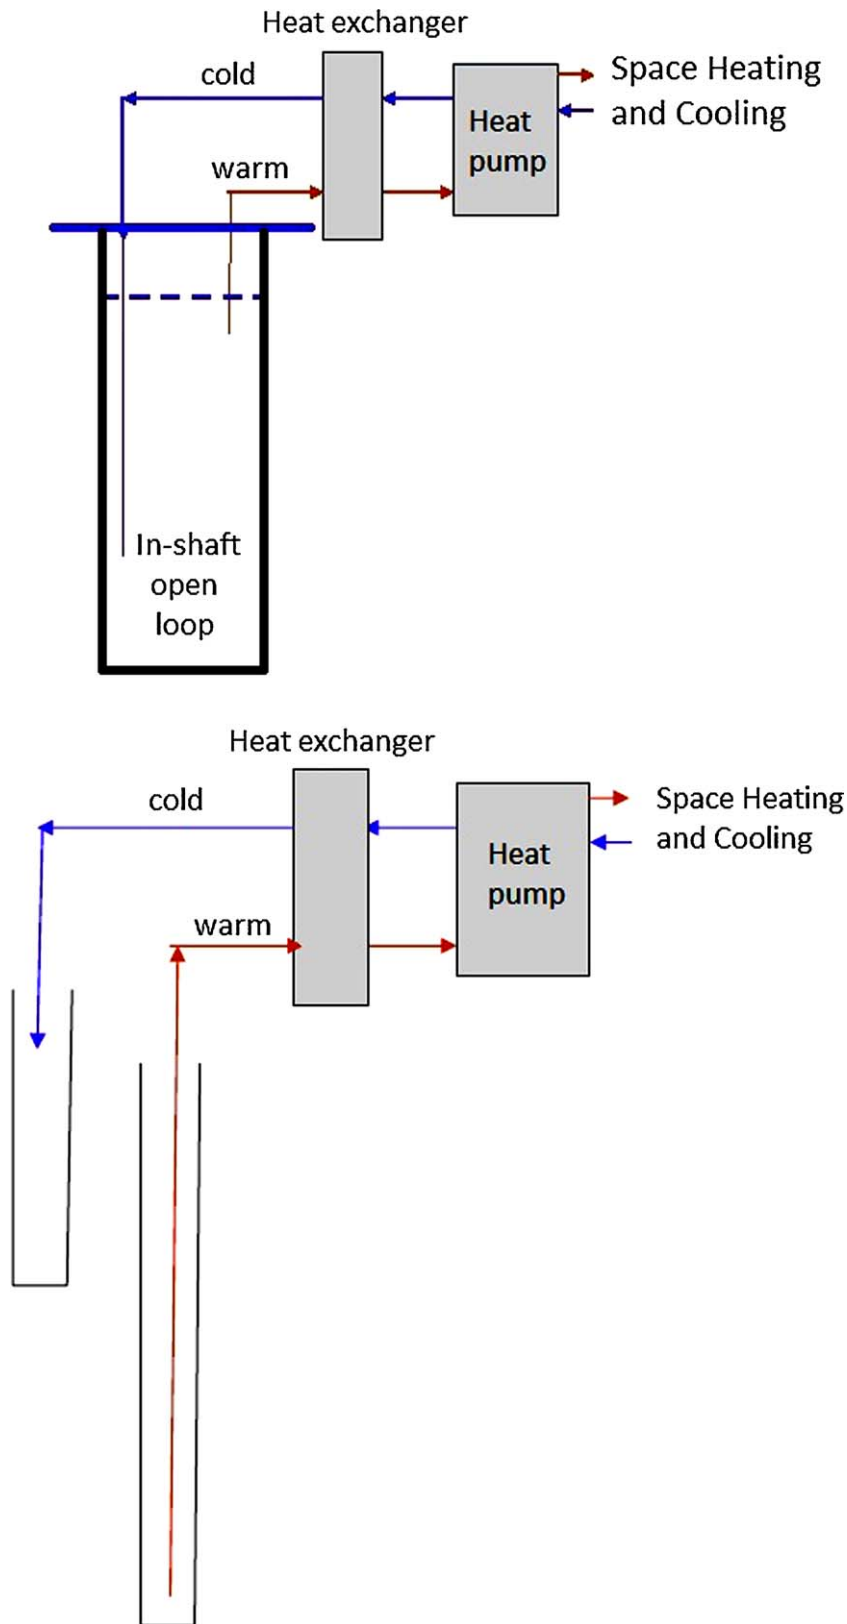 Heat exchanger
cold
Space Heating
and Cooling
Heat
pump
warm
In-shaft
open
loop
Heat exchanger
cold
Space Heating
and Cooling
Heat
pump
warm